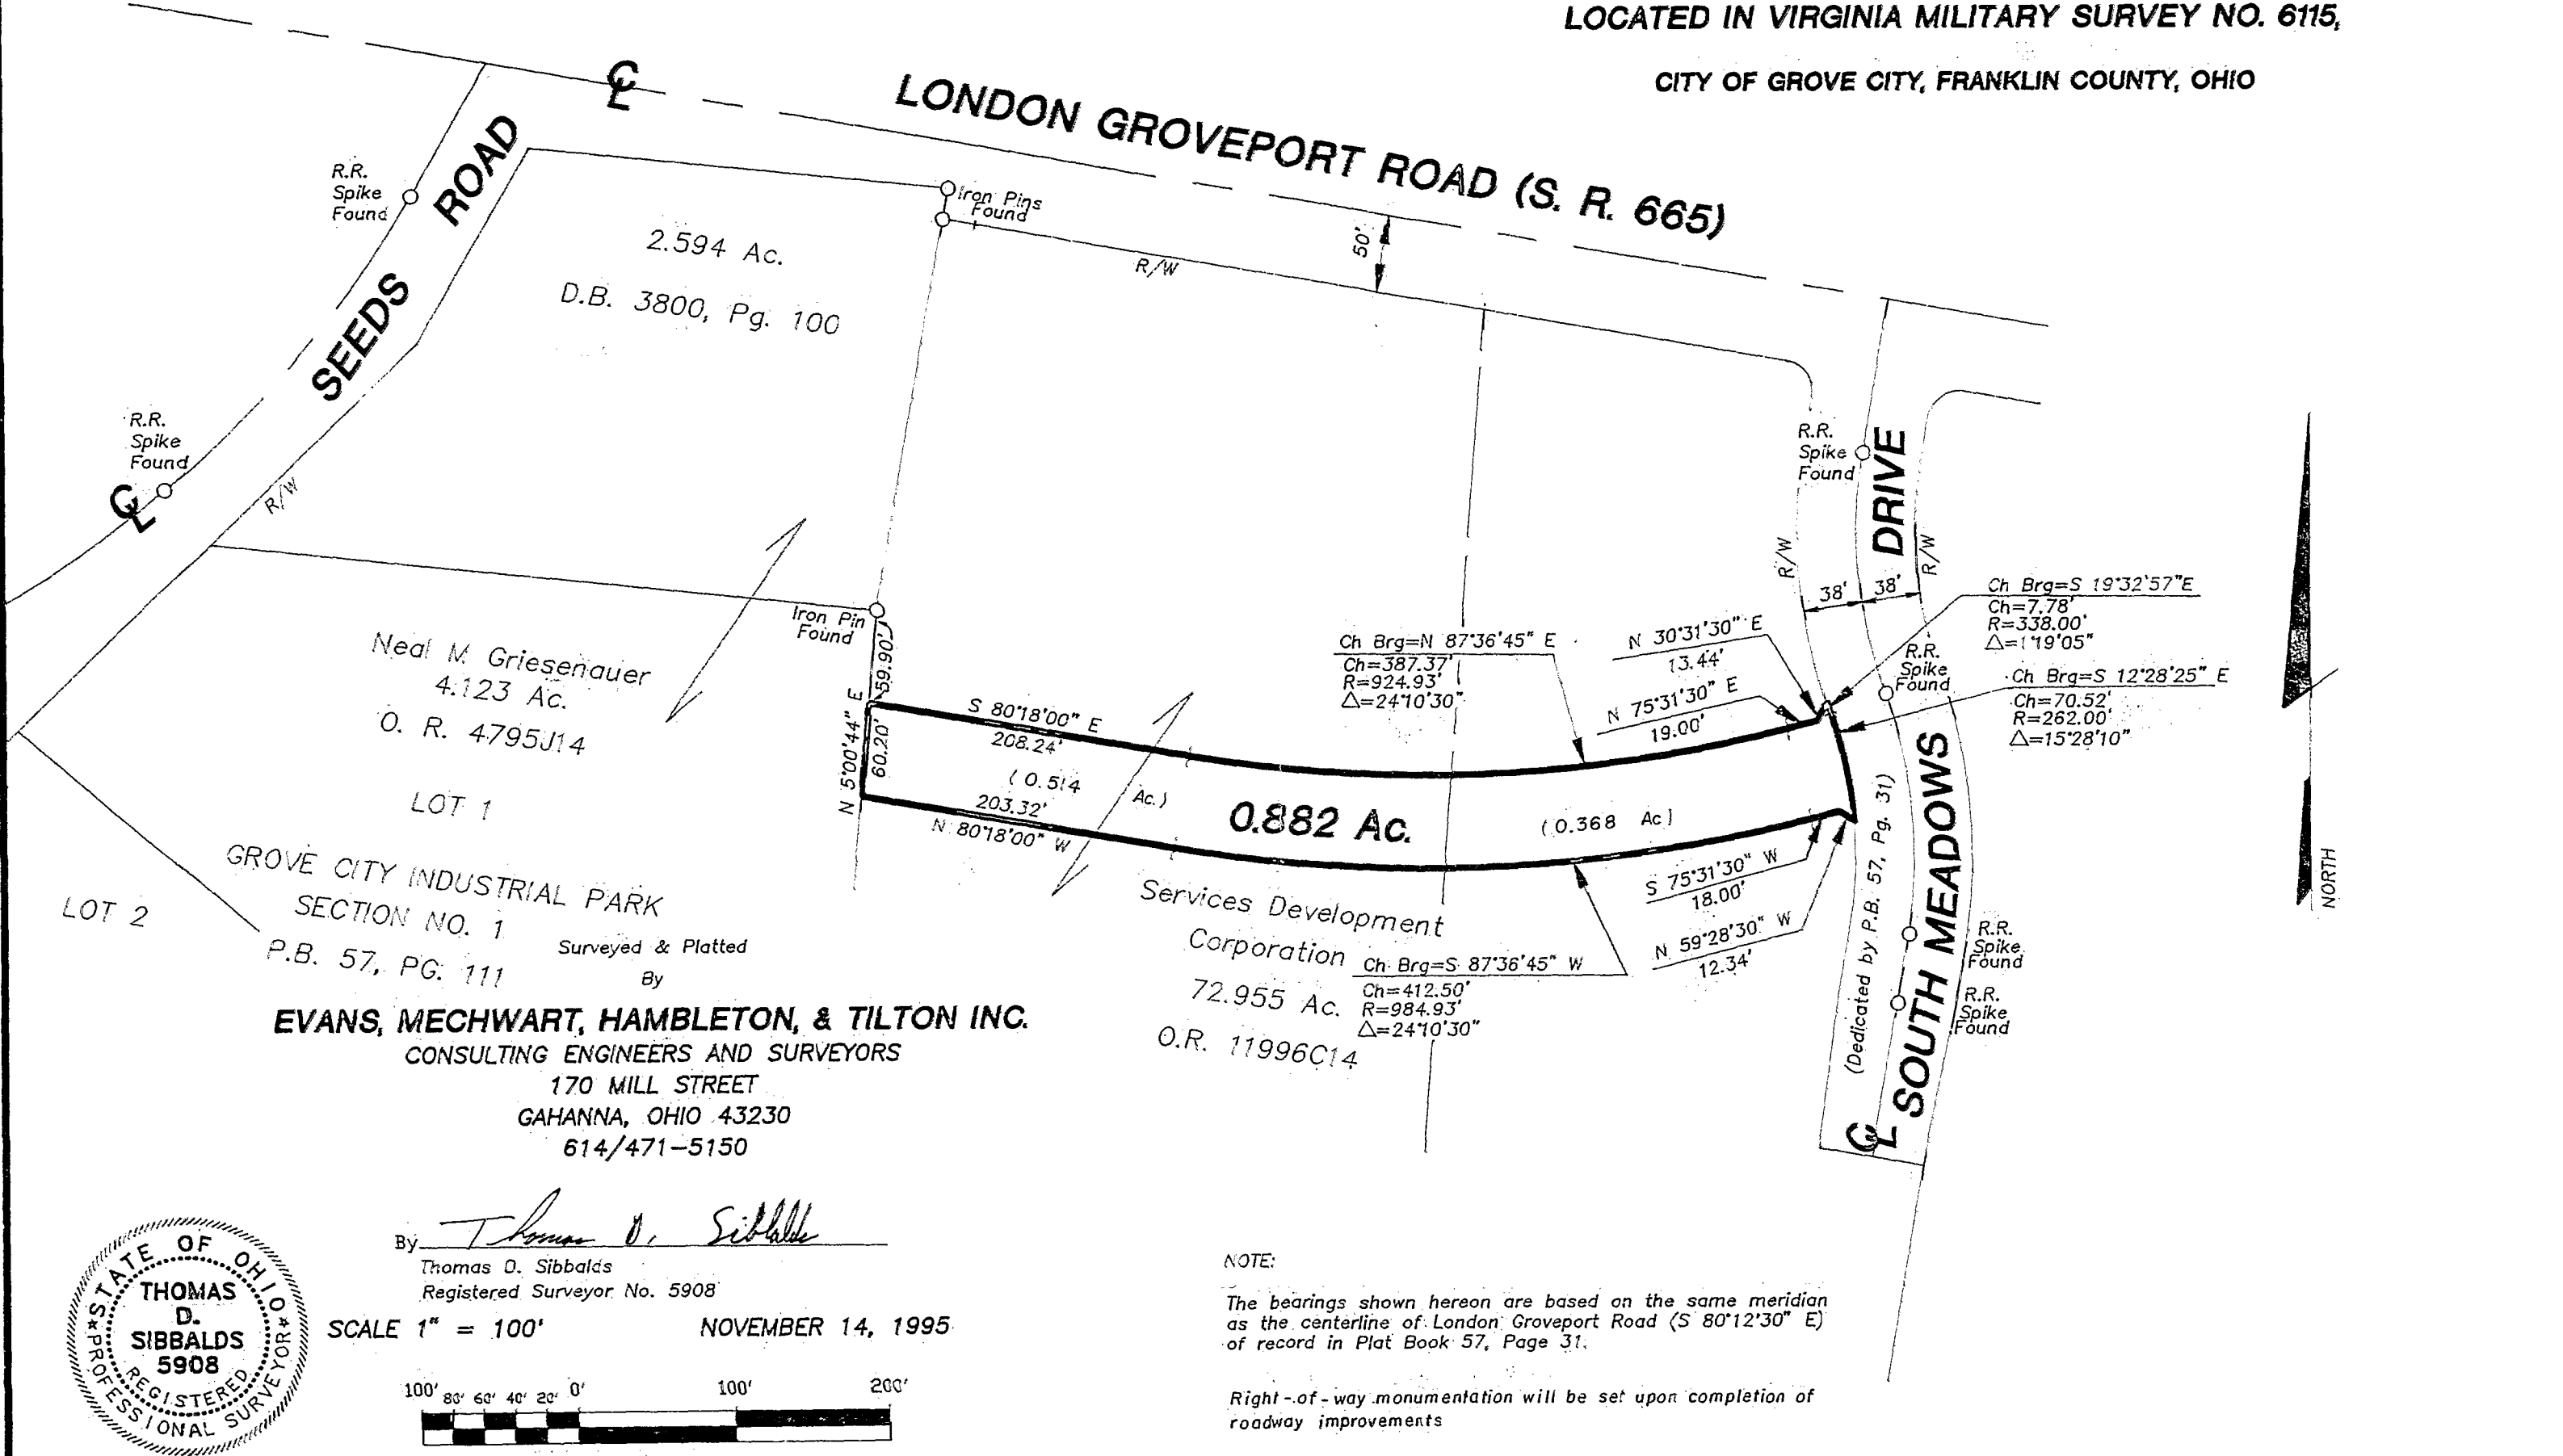 LOCATED IN VIRGINIA MILITARY SURVEY NO. 6115,
CITY OF GROVE CITY, FRANKLIN COUNTY, OHIO
CL
LONDON GROVEPORT ROAD (S. R. 665)
R.R.
Spike
Found
SEEDS ROAD
Iron Pins
Found
2.594 Ac.
D.B. 3800, Pg. 100
R/W
50'
R.R.
Spike
Found
CL
R/W
R.R.
Spike
Found
SOUTH MEADOWS DRIVE
R/W
R/W
38'
38'
Ch Brg=S 19°32'57"E
Ch=7.78'
R=338.00'
Δ=1°19'05"
R.R.
Spike
Found
Ch Brg=S 12°28'25" E
Ch=70.52'
R=262.00'
Δ=15°28'10"
Iron Pin
Found
59.90'
N 5°00'44" E
60.20'
Ch Brg=N 87°36'45" E
Ch=387.37'
R=924.93'
Δ=24°10'30"
N 30°31'30" E
13.44'
N 75°31'30" E
19.00'
Neal M. Griesenauer
4.123 Ac.
O. R. 4795J14
LOT 1
S 80°18'00" E
208.24'
(0.514 Ac.)
203.32'
N 80°18'00" W
0.882 Ac.
(0.368 Ac)
S 75°31'30" W
18.00'
N 59°28'30" W
12.34'
(Dedicated by P.B. 57, Pg. 31)
NORTH
LOT 2
GROVE CITY INDUSTRIAL PARK
SECTION NO. 1
P.B. 57, PG. 111
Services Development
Corporation
72.955 Ac.
O.R. 11996C14
Ch Brg=S 87°36'45" W
Ch=412.50'
R=984.93'
Δ=24°10'30"
R.R.
Spike
Found
R.R.
Spike
Found
CL
Surveyed & Platted
By
EVANS, MECHWART, HAMBLETON, & TILTON INC.
CONSULTING ENGINEERS AND SURVEYORS
170 MILL STREET
GAHANNA, OHIO 43230
614/471-5150
By Thomas D. Sibbalds
Thomas D. Sibbalds
Registered Surveyor No. 5908
STATE OF OHIO
THOMAS
D.
SIBBALDS
5908
REGISTERED
PROFESSIONAL SURVEYOR
SCALE 1" = 100'
NOVEMBER 14, 1995
100' 80' 60' 40' 20' 0' 100' 200'
NOTE:
The bearings shown hereon are based on the same meridian
as the centerline of London Groveport Road (S 80°12'30" E)
of record in Plat Book 57, Page 31.
Right-of-way monumentation will be set upon completion of
roadway improvements